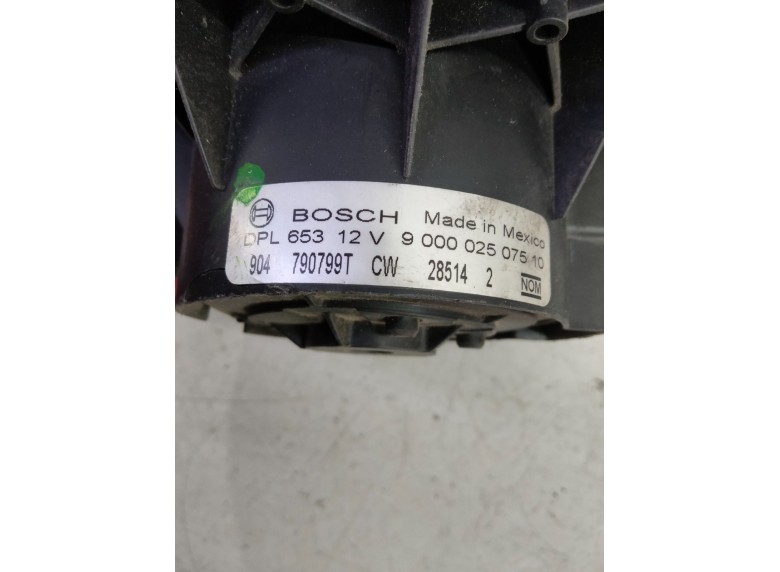 BOSCH Made in Mexico
DPL 653 12 V 9 000 025 075 10
904 790799T CW 28514 2 NOM